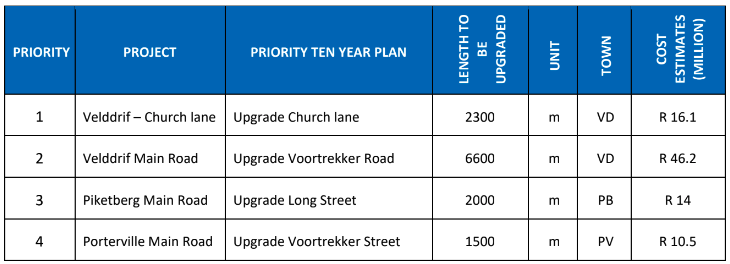 PRIORITY PROJECT PRIORITY TEN YEAR PLAN LENGTH TO BE UPGRADED UNIT TOWN COST ESTIMATES (MILLION)
1 Velddrif – Church lane Upgrade Church lane 2300 m VD R 16.1
2 Velddrif Main Road Upgrade Voortrekker Road 6600 m VD R 46.2
3 Piketberg Main Road Upgrade Long Street 2000 m PB R 14
4 Porterville Main Road Upgrade Voortrekker Street 1500 m PV R 10.5